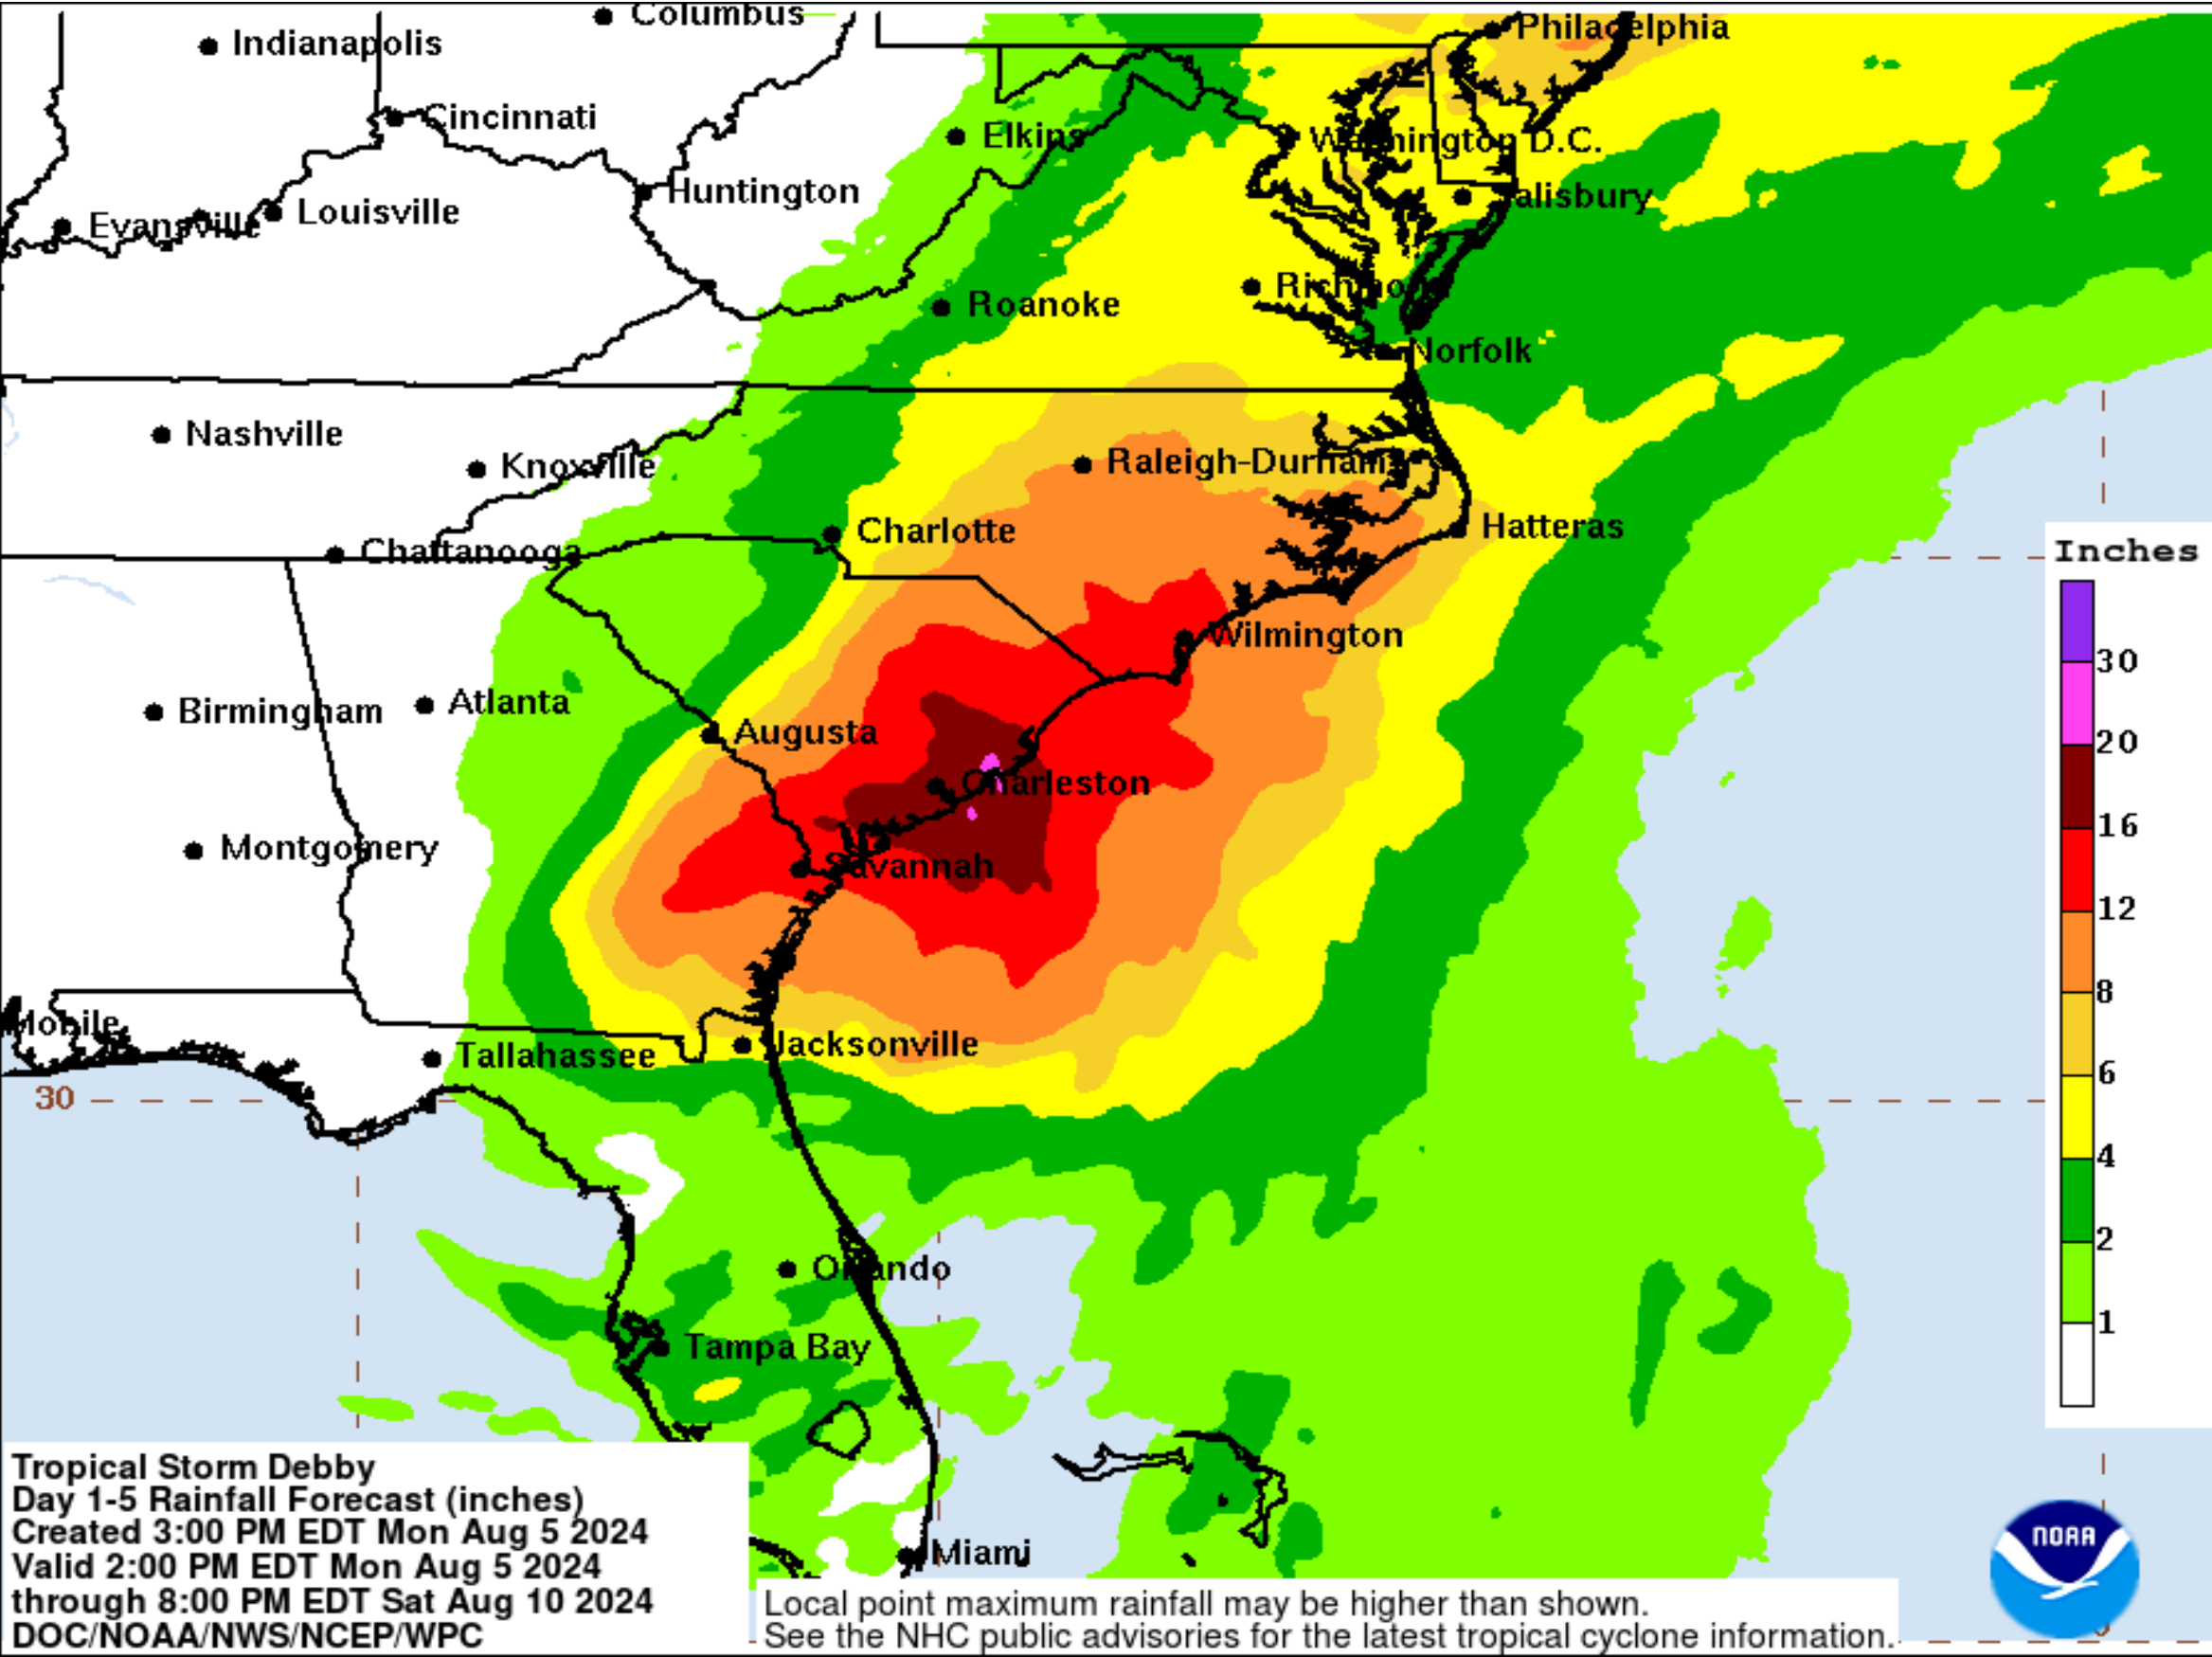 Columbus
Indianapolis
Philadelphia
Cincinnati
Elkins
Washington D.C.
Huntington
Salisbury
Evansville
Louisville
Richmond
Roanoke
Norfolk
Nashville
Knoxville
Raleigh-Durham
Charlotte
Hatteras
Chattanooga
Inches
Wilmington
30
Birmingham
Atlanta
Augusta
20
Charleston
16
Montgomery
Savannah
12
8
Mobile
Tallahassee
Jacksonville
6
30
4
2
Orlando
1
Tampa Bay
Miami
NOAA
Tropical Storm Debby
Day 1-5 Rainfall Forecast (inches)
Created 3:00 PM EDT Mon Aug 5 2024
Valid 2:00 PM EDT Mon Aug 5 2024
through 8:00 PM EDT Sat Aug 10 2024
DOC/NOAA/NWS/NCEP/WPC
Local point maximum rainfall may be higher than shown.
See the NHC public advisories for the latest tropical cyclone information.